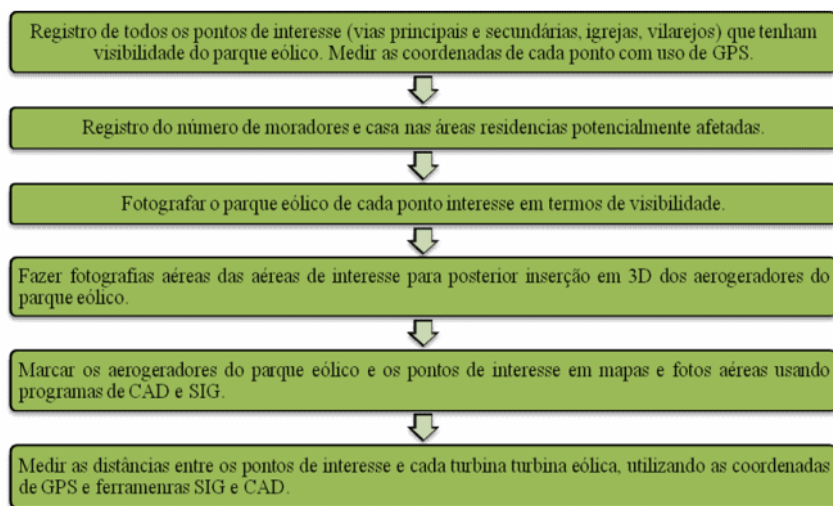 Registro de todos os pontos de interesse (vias principais e secundárias, igrejas, vilarejos) que tenham
visibilidade do parque eólico. Medir as coordenadas de cada ponto com uso de GPS.
Registro do número de moradores e casa nas áreas residencias potencialmente afetadas.
Fotografar o parque eólico de cada ponto interesse em termos de visibilidade.
Fazer fotografias aéreas das aéreas de interesse para posterior inserção em 3D dos aerogeradores do
parque eólico.
Marcar os aerogeradores do parque eólico e os pontos de interesse em mapas e fotos aéreas usando
programas de CAD e SIG.
Medir as distâncias entre os pontos de interesse e cada turbina turbina eólica, utilizando as coordenadas
de GPS e ferramenras SIG e CAD.